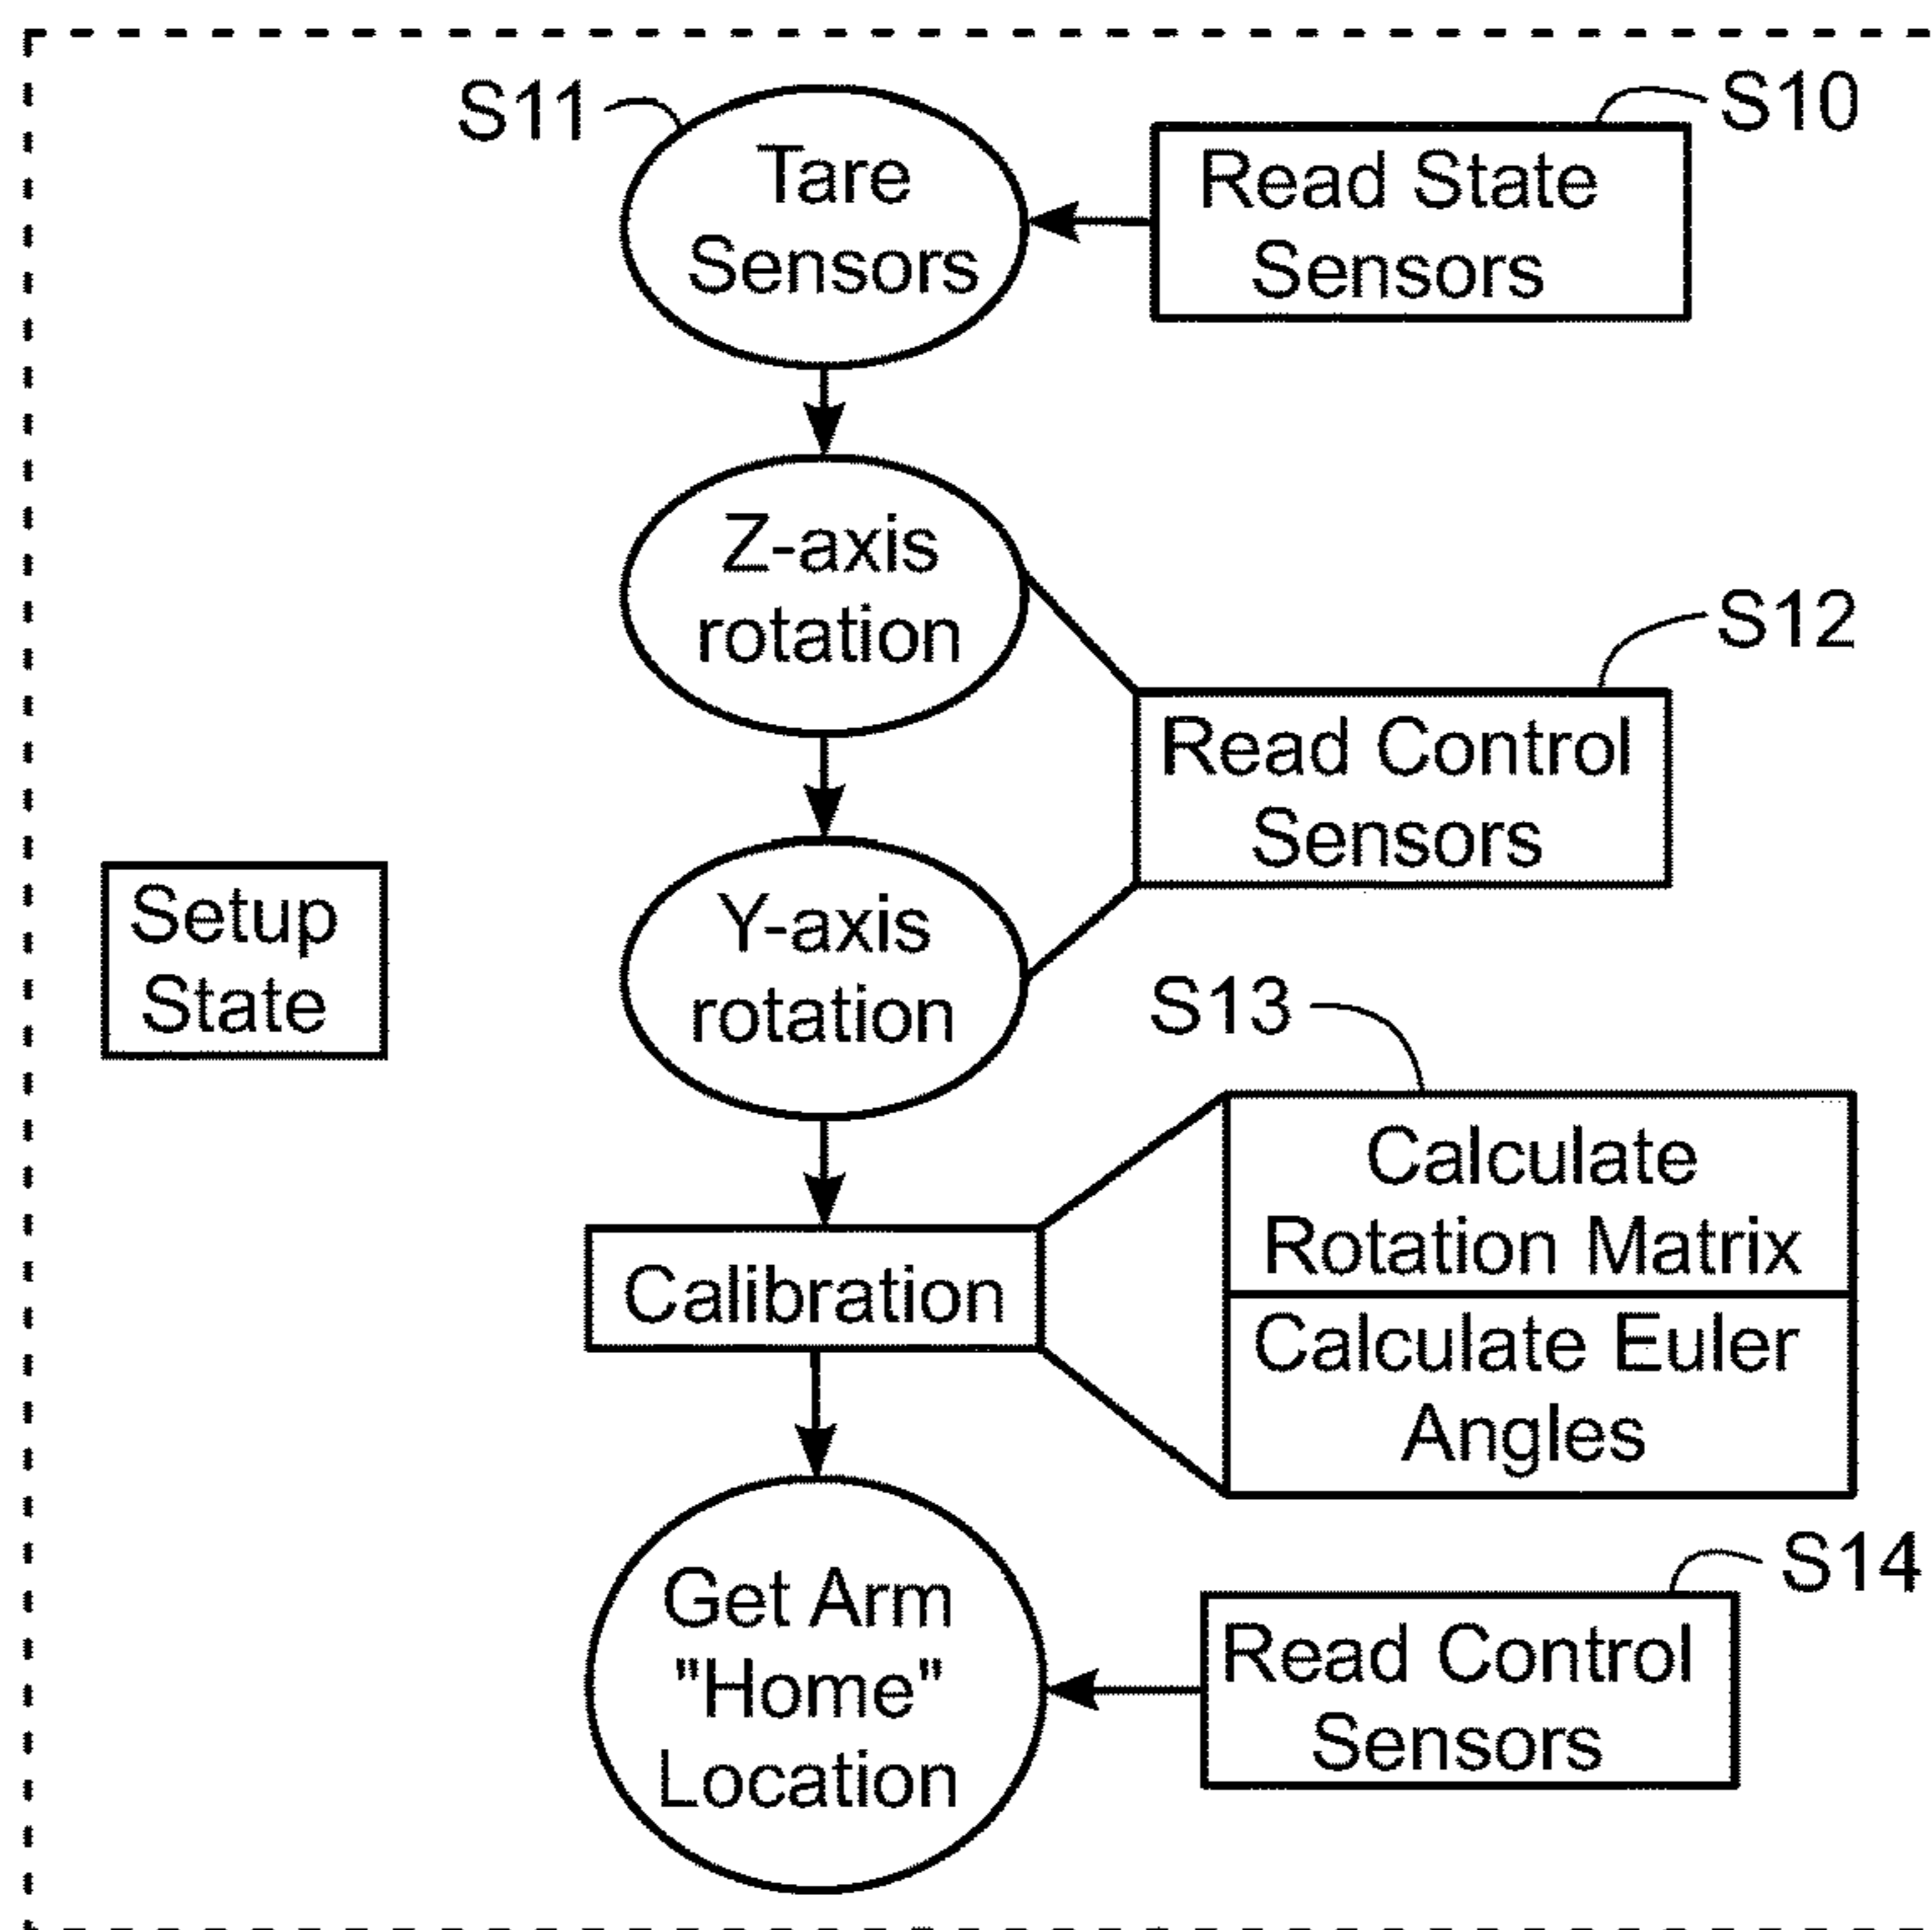 S11
Tare
Sensors
S10
Read State
Sensors
Z-axis
rotation
S12
Read Control
Sensors
Setup
State
Y-axis
rotation
S13
Calculate
Rotation Matrix
Calculate Euler
Angles
Calibration
S14
Get Arm
"Home"
Location
Read Control
Sensors